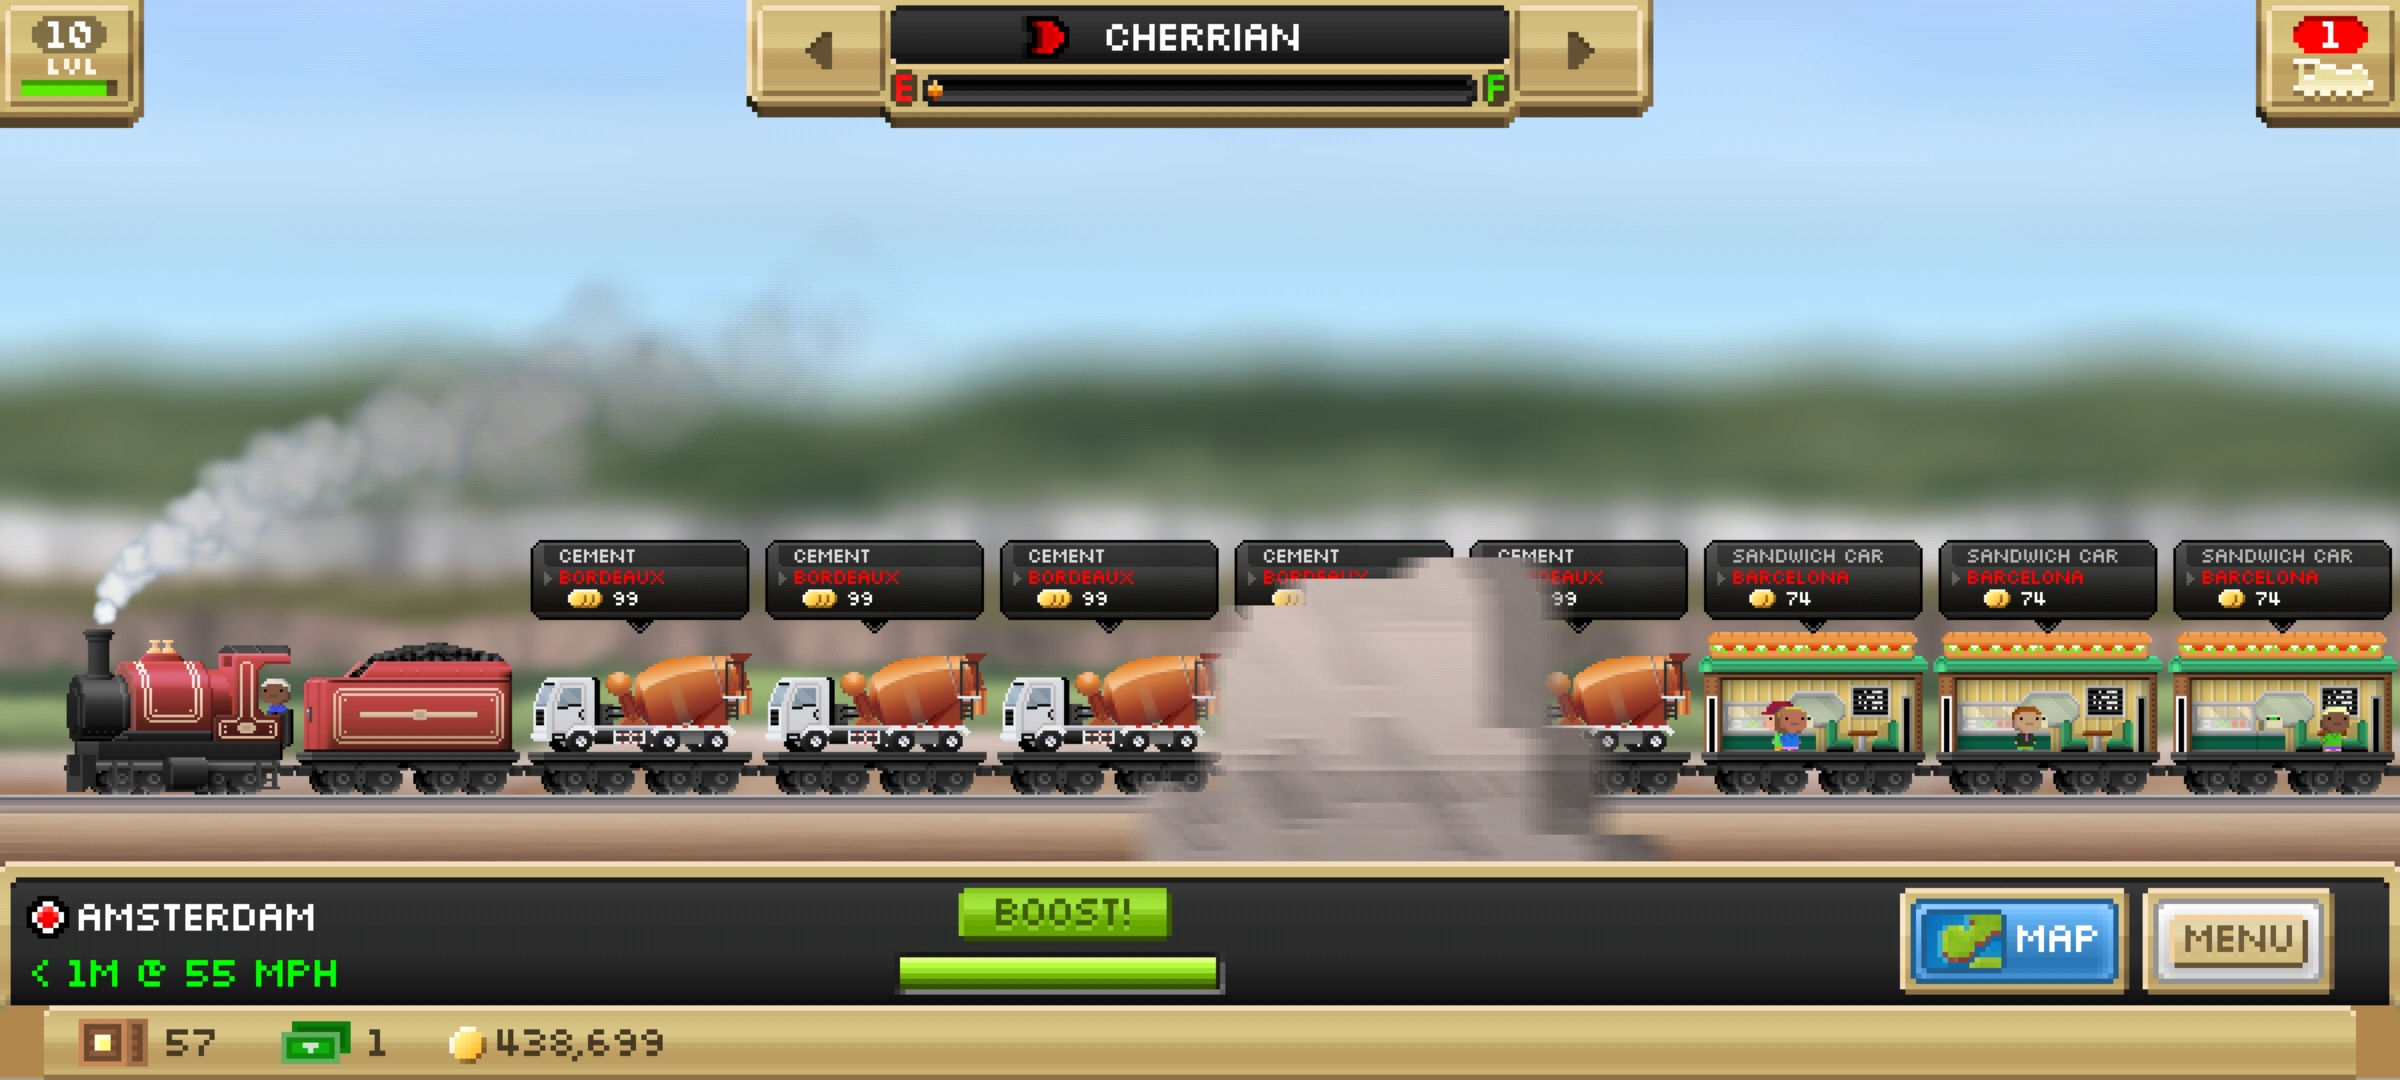 10
LVL
CHERRIAN
E F
1
CEMENT
BORDEAUX
99
CEMENT
BORDEAUX
99
CEMENT
BORDEAUX
99
CEMENT
BORDEAUX
CEMENT
99
SANDWICH CAR
BARCELONA
74
SANDWICH CAR
BARCELONA
74
SANDWICH CAR
BARCELONA
74
AMSTERDAM
< 1M @ 55 MPH
BOOST!
MAP
MENU
57
1
438,699